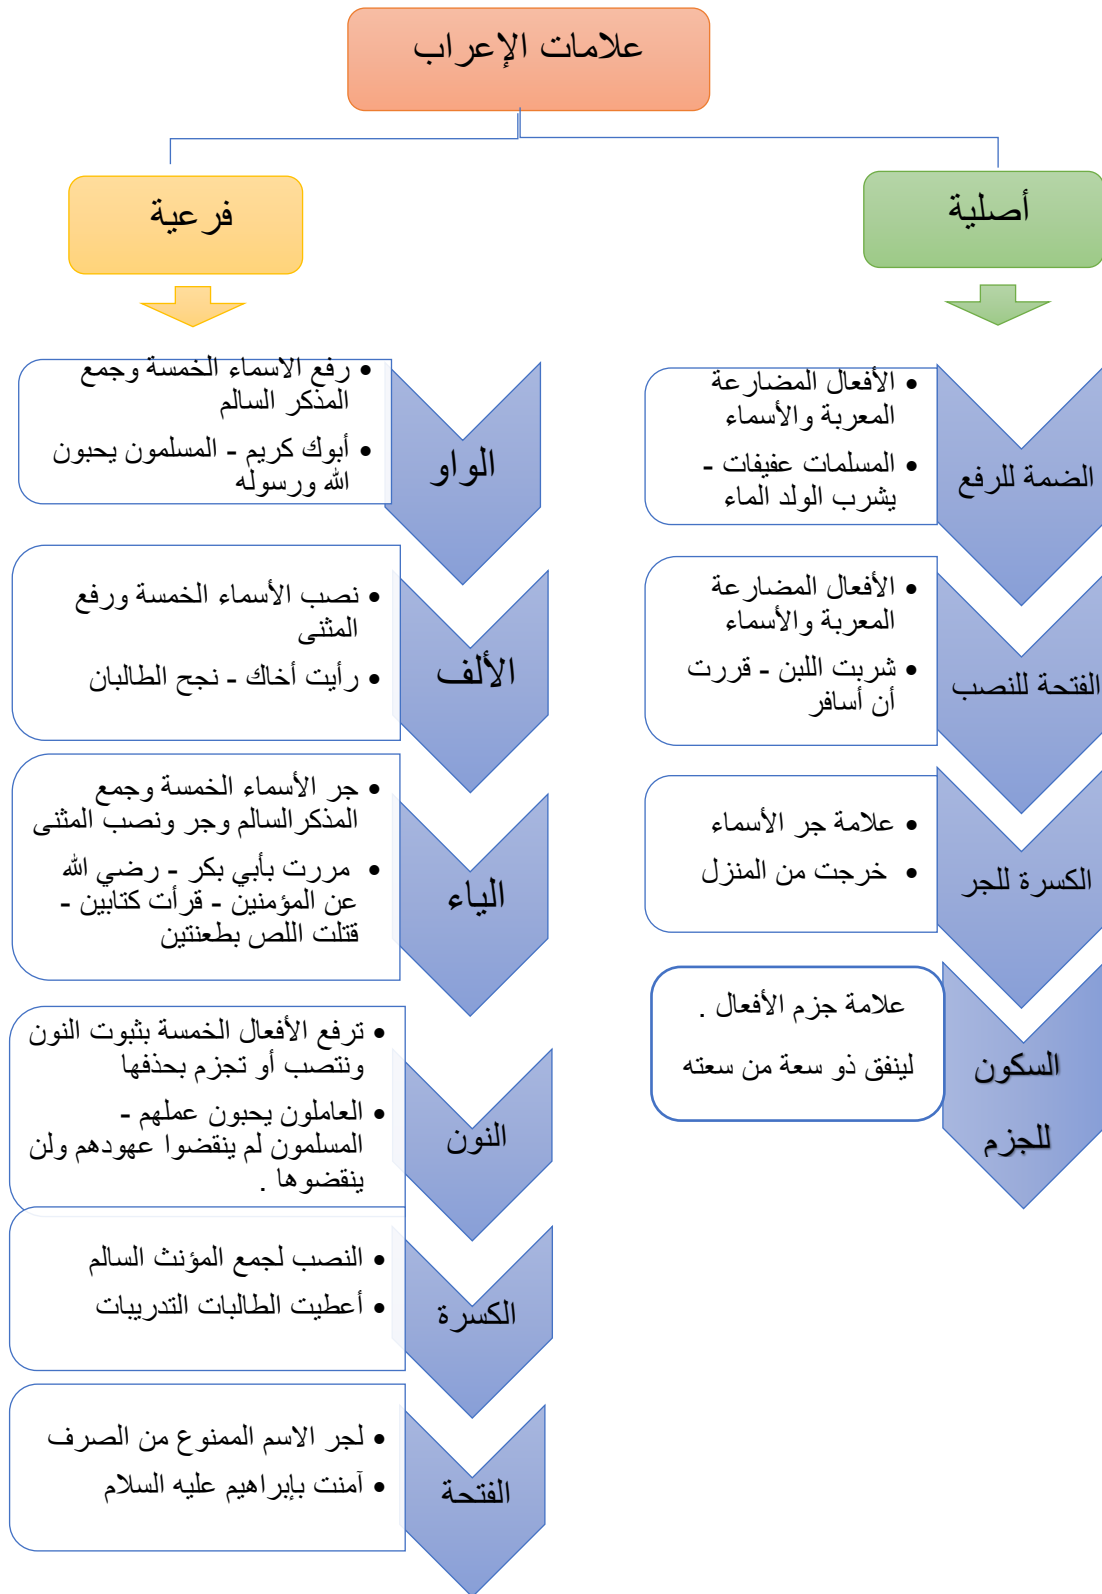 علامات الإعراب
أصلية
الضمة للرفع
الأفعال المضارعة
المعربة والأسماء
المسلمات عفيفات -
يشرب الولد الماء
الفتحة للنصب
الأفعال المضارعة
المعربة والأسماء
شربت اللبن - قررت
أن أسافر
الكسرة للجر
علامة جر الأسماء
خرجت من المنزل
السكون
للجزم
علامة جزم الأفعال .
لينفق ذو سعة من سعته
فرعية
الواو
رفع الاسماء الخمسة وجمع
المذكر السالم
أبوك كريم - المسلمون يحبون
الله ورسوله
الألف
نصب الأسماء الخمسة ورفع
المثنى
رأيت أخاك - نجح الطالبان
الياء
جر الأسماء الخمسة وجمع
المذكرالسالم وجر ونصب المثنى
مررت بأبي بكر - رضي الله
عن المؤمنين - قرأت كتابين -
قتلت اللص بطعنتين
النون
ترفع الأفعال الخمسة بثبوت النون
ونتصب أو تجزم بحذفها
العاملون يحبون عملهم -
المسلمون لم ينقضوا عهودهم ولن
ينقضوها .
الكسرة
النصب لجمع المؤنث السالم
أعطيت الطالبات التدريبات
الفتحة
لجر الاسم الممنوع من الصرف
آمنت بإبراهيم عليه السلام